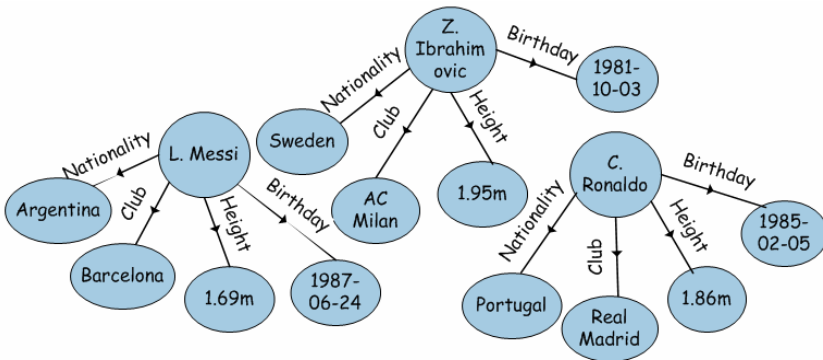 Z.
Ibrahim
ovic
Nationality
Club
Height
Birthday
Sweden
AC
Milan
1.95m
1981-
10-03
L. Messi
Nationality
Club
Height
Birthday
Argentina
Barcelona
1.69m
1987-
06-24
C.
Ronaldo
Nationality
Club
Height
Birthday
Portugal
Real
Madrid
1.86m
1985-
02-05